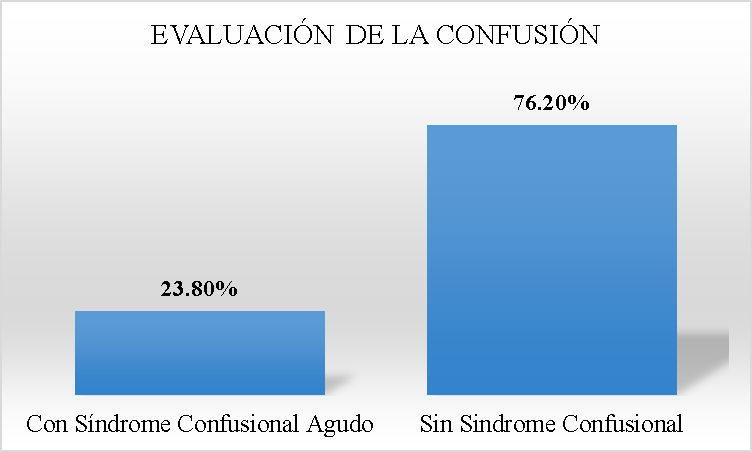 EVALUACIÓN DE LA CONFUSIÓN
76.20%
23.80%
Con Síndrome Confusional Agudo
Sin Sindrome Confusional